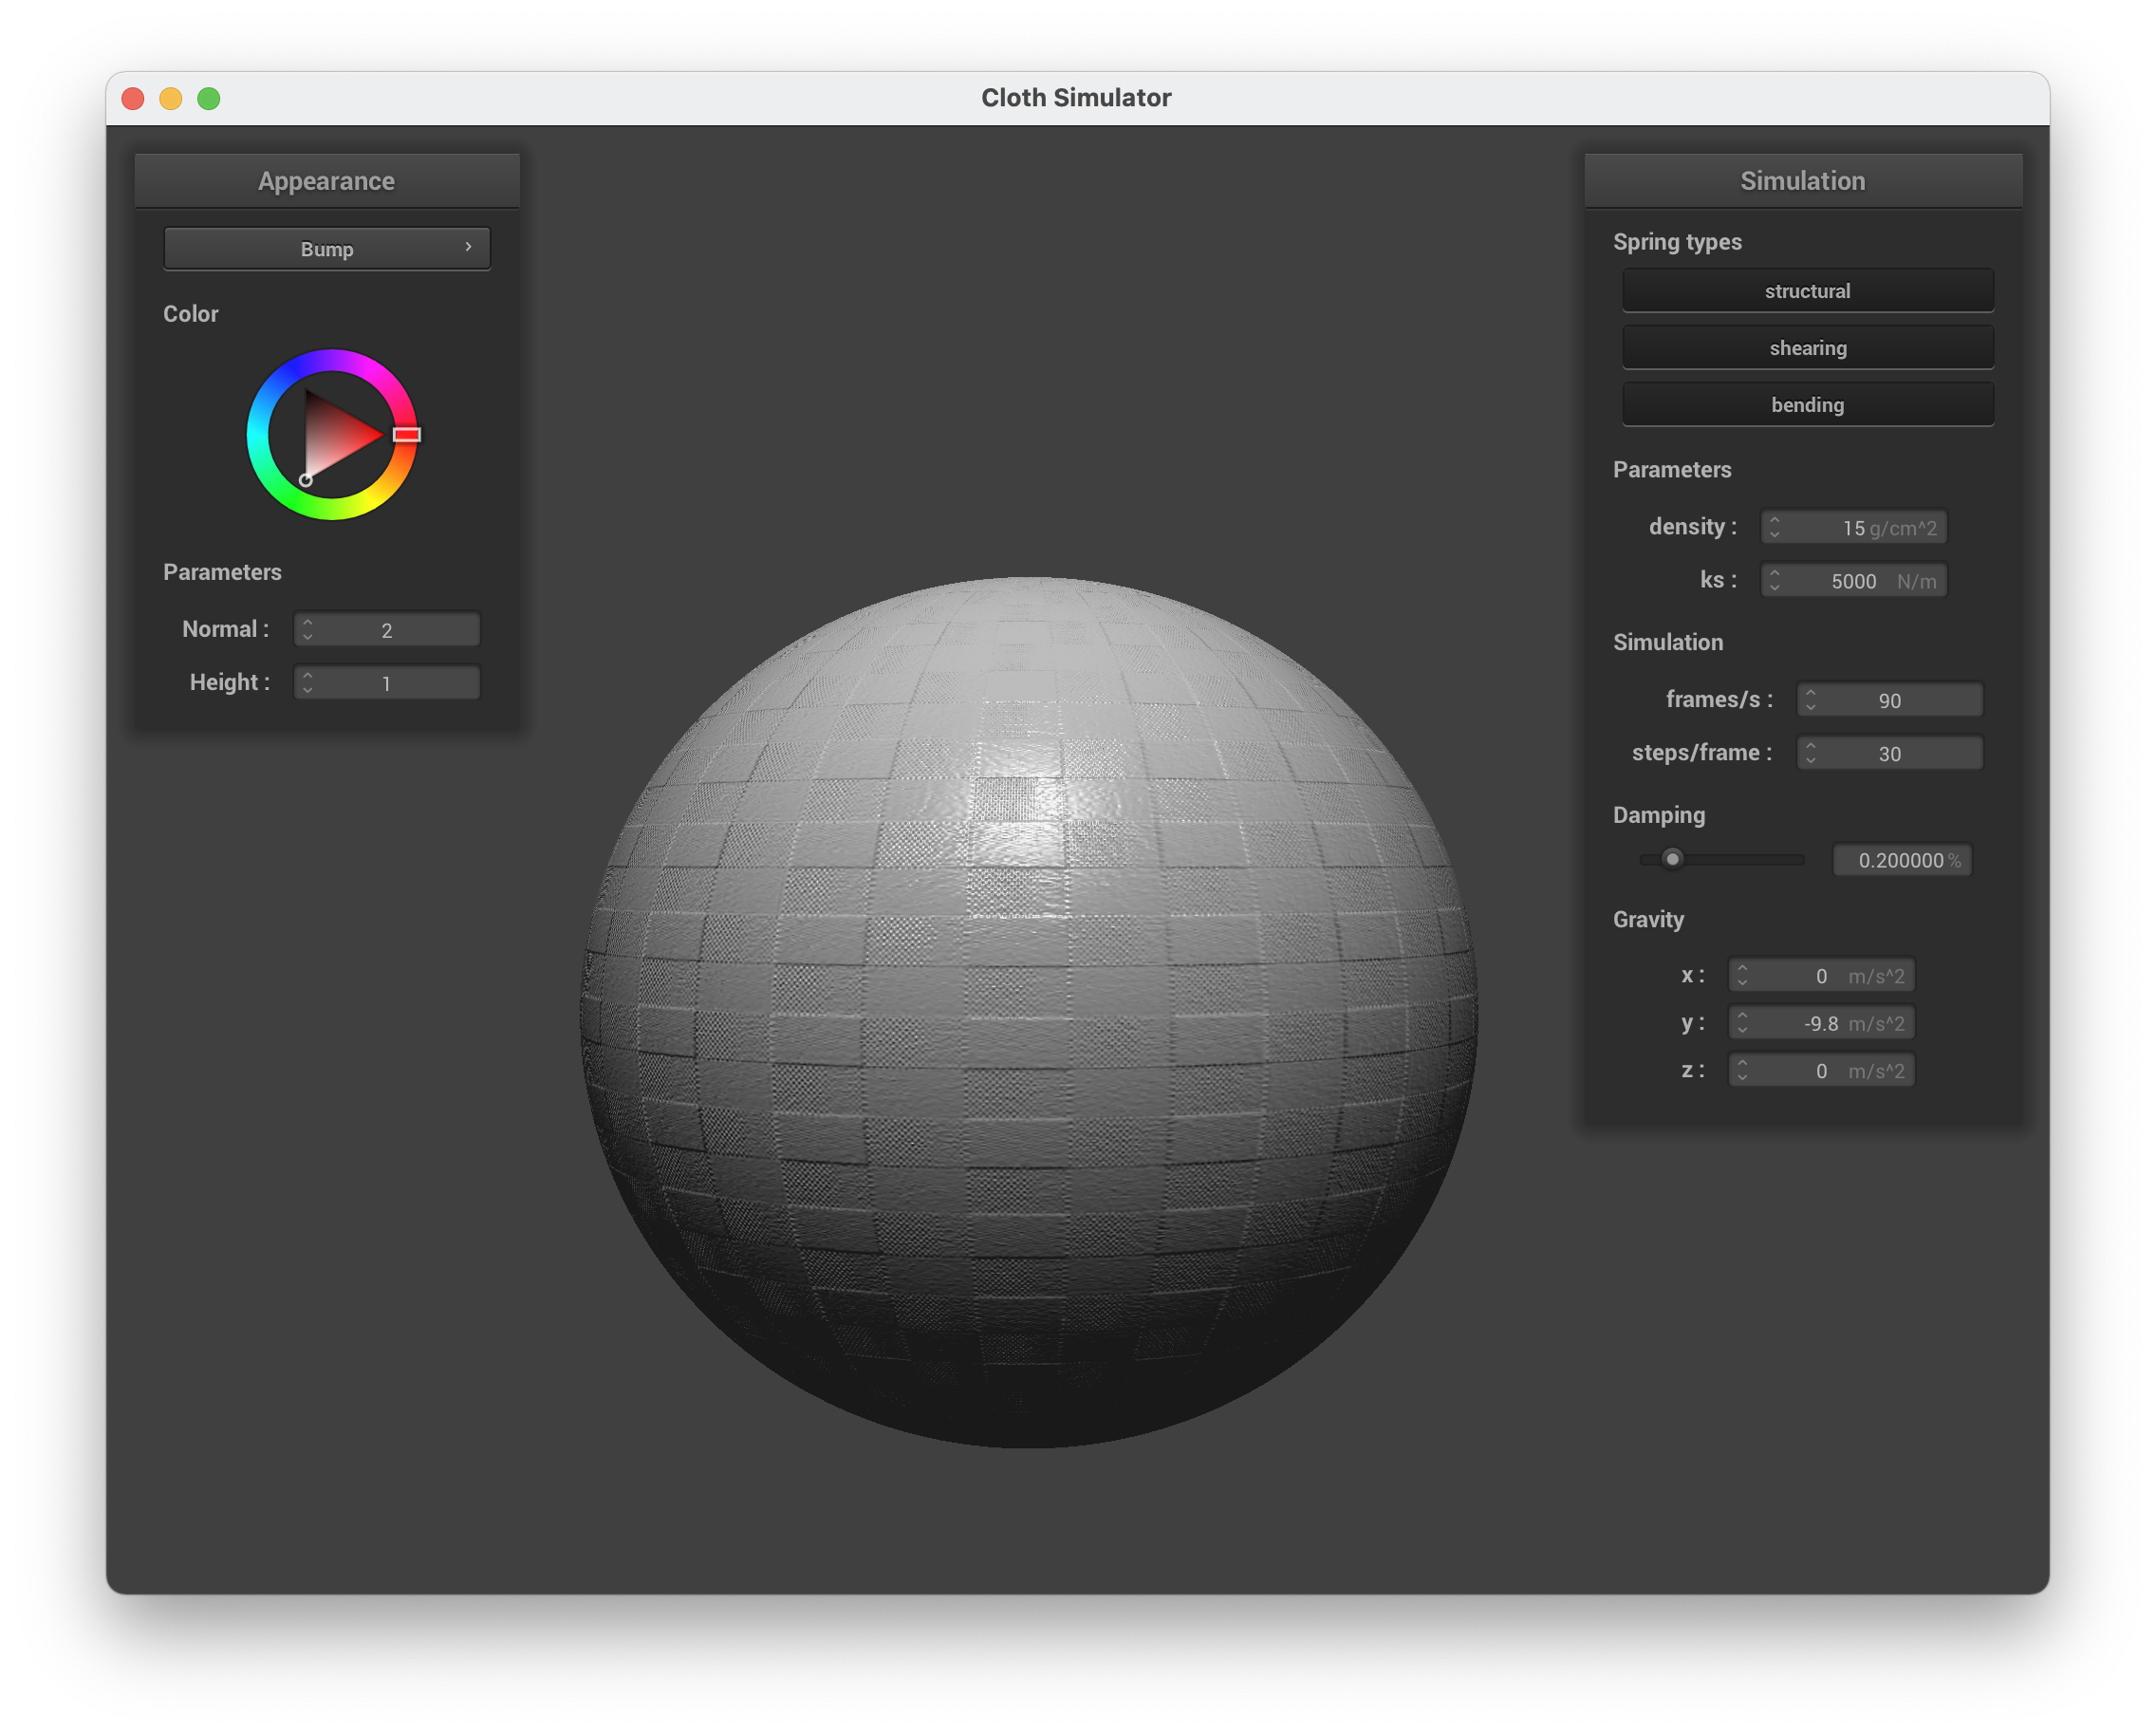 Cloth Simulator
Appearance
Bump
Color
Parameters
Normal : 2
Height : 1
Simulation
Spring types
structural
shearing
bending
Parameters
density : 15 g/cm^2
ks : 5000 N/m
Simulation
frames/s : 90
steps/frame : 30
Damping
0.200000 %
Gravity
x : 0 m/s^2
y : -9.8 m/s^2
z : 0 m/s^2